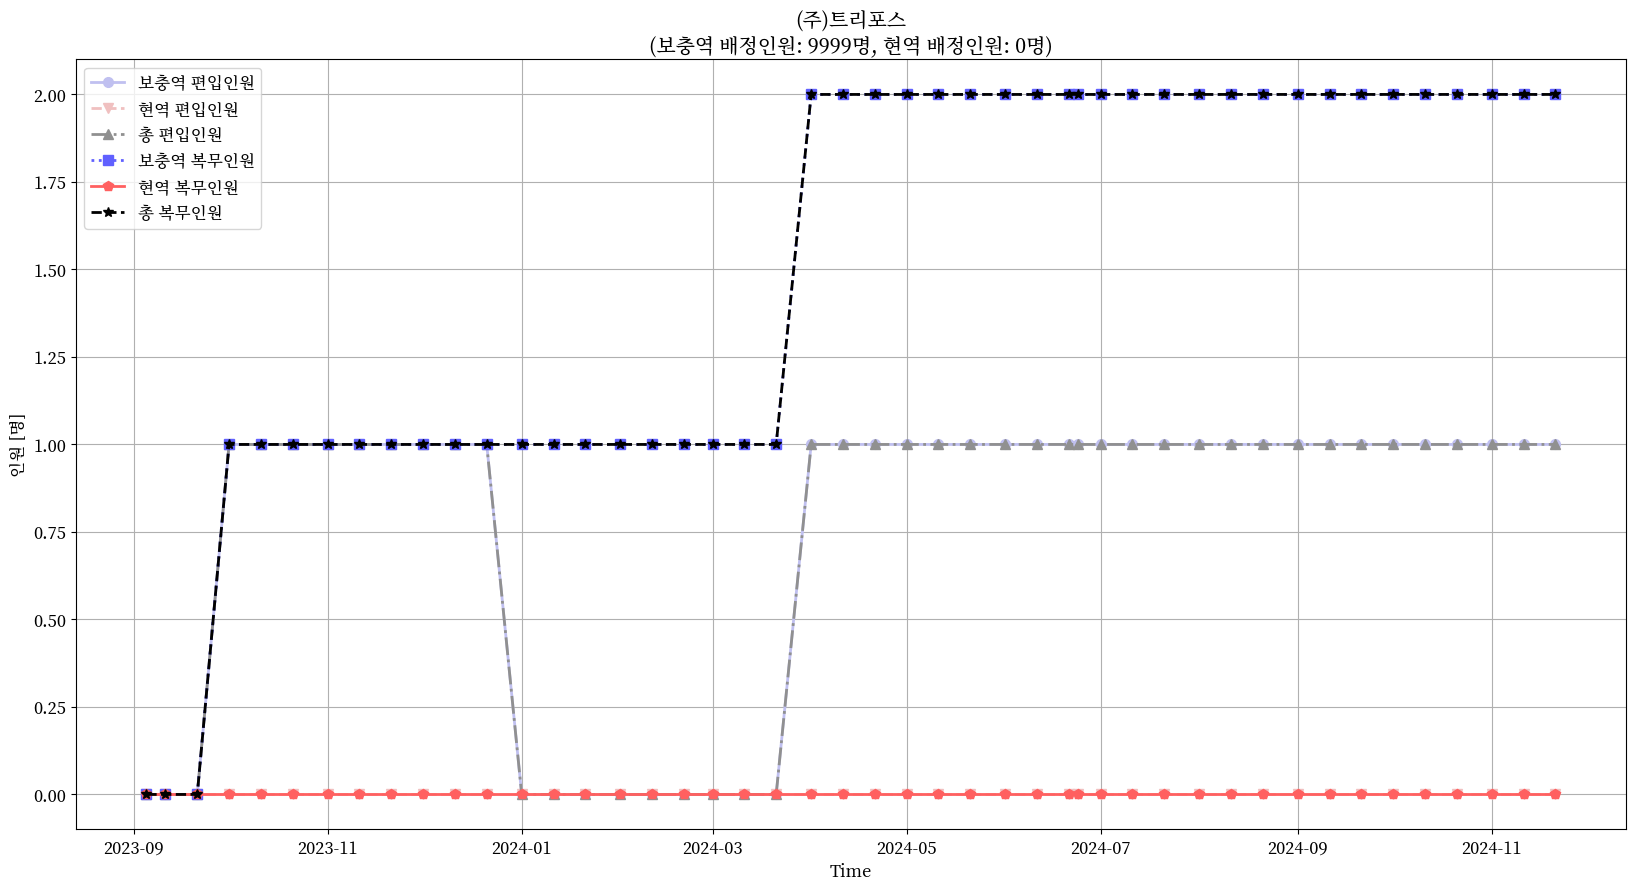 (주)트리포스
(보충역 배정인원: 9999명, 현역 배정인원: 0명)
보충역 편입인원
현역 편입인원
총 편입인원
보충역 복무인원
현역 복무인원
총 복무인원
2.00
1.75
1.50
1.25
1.00
0.75
0.50
0.25
0.00
인원 [명]
2023-09 2023-11 2024-01 2024-03 2024-05 2024-07 2024-09 2024-11
Time